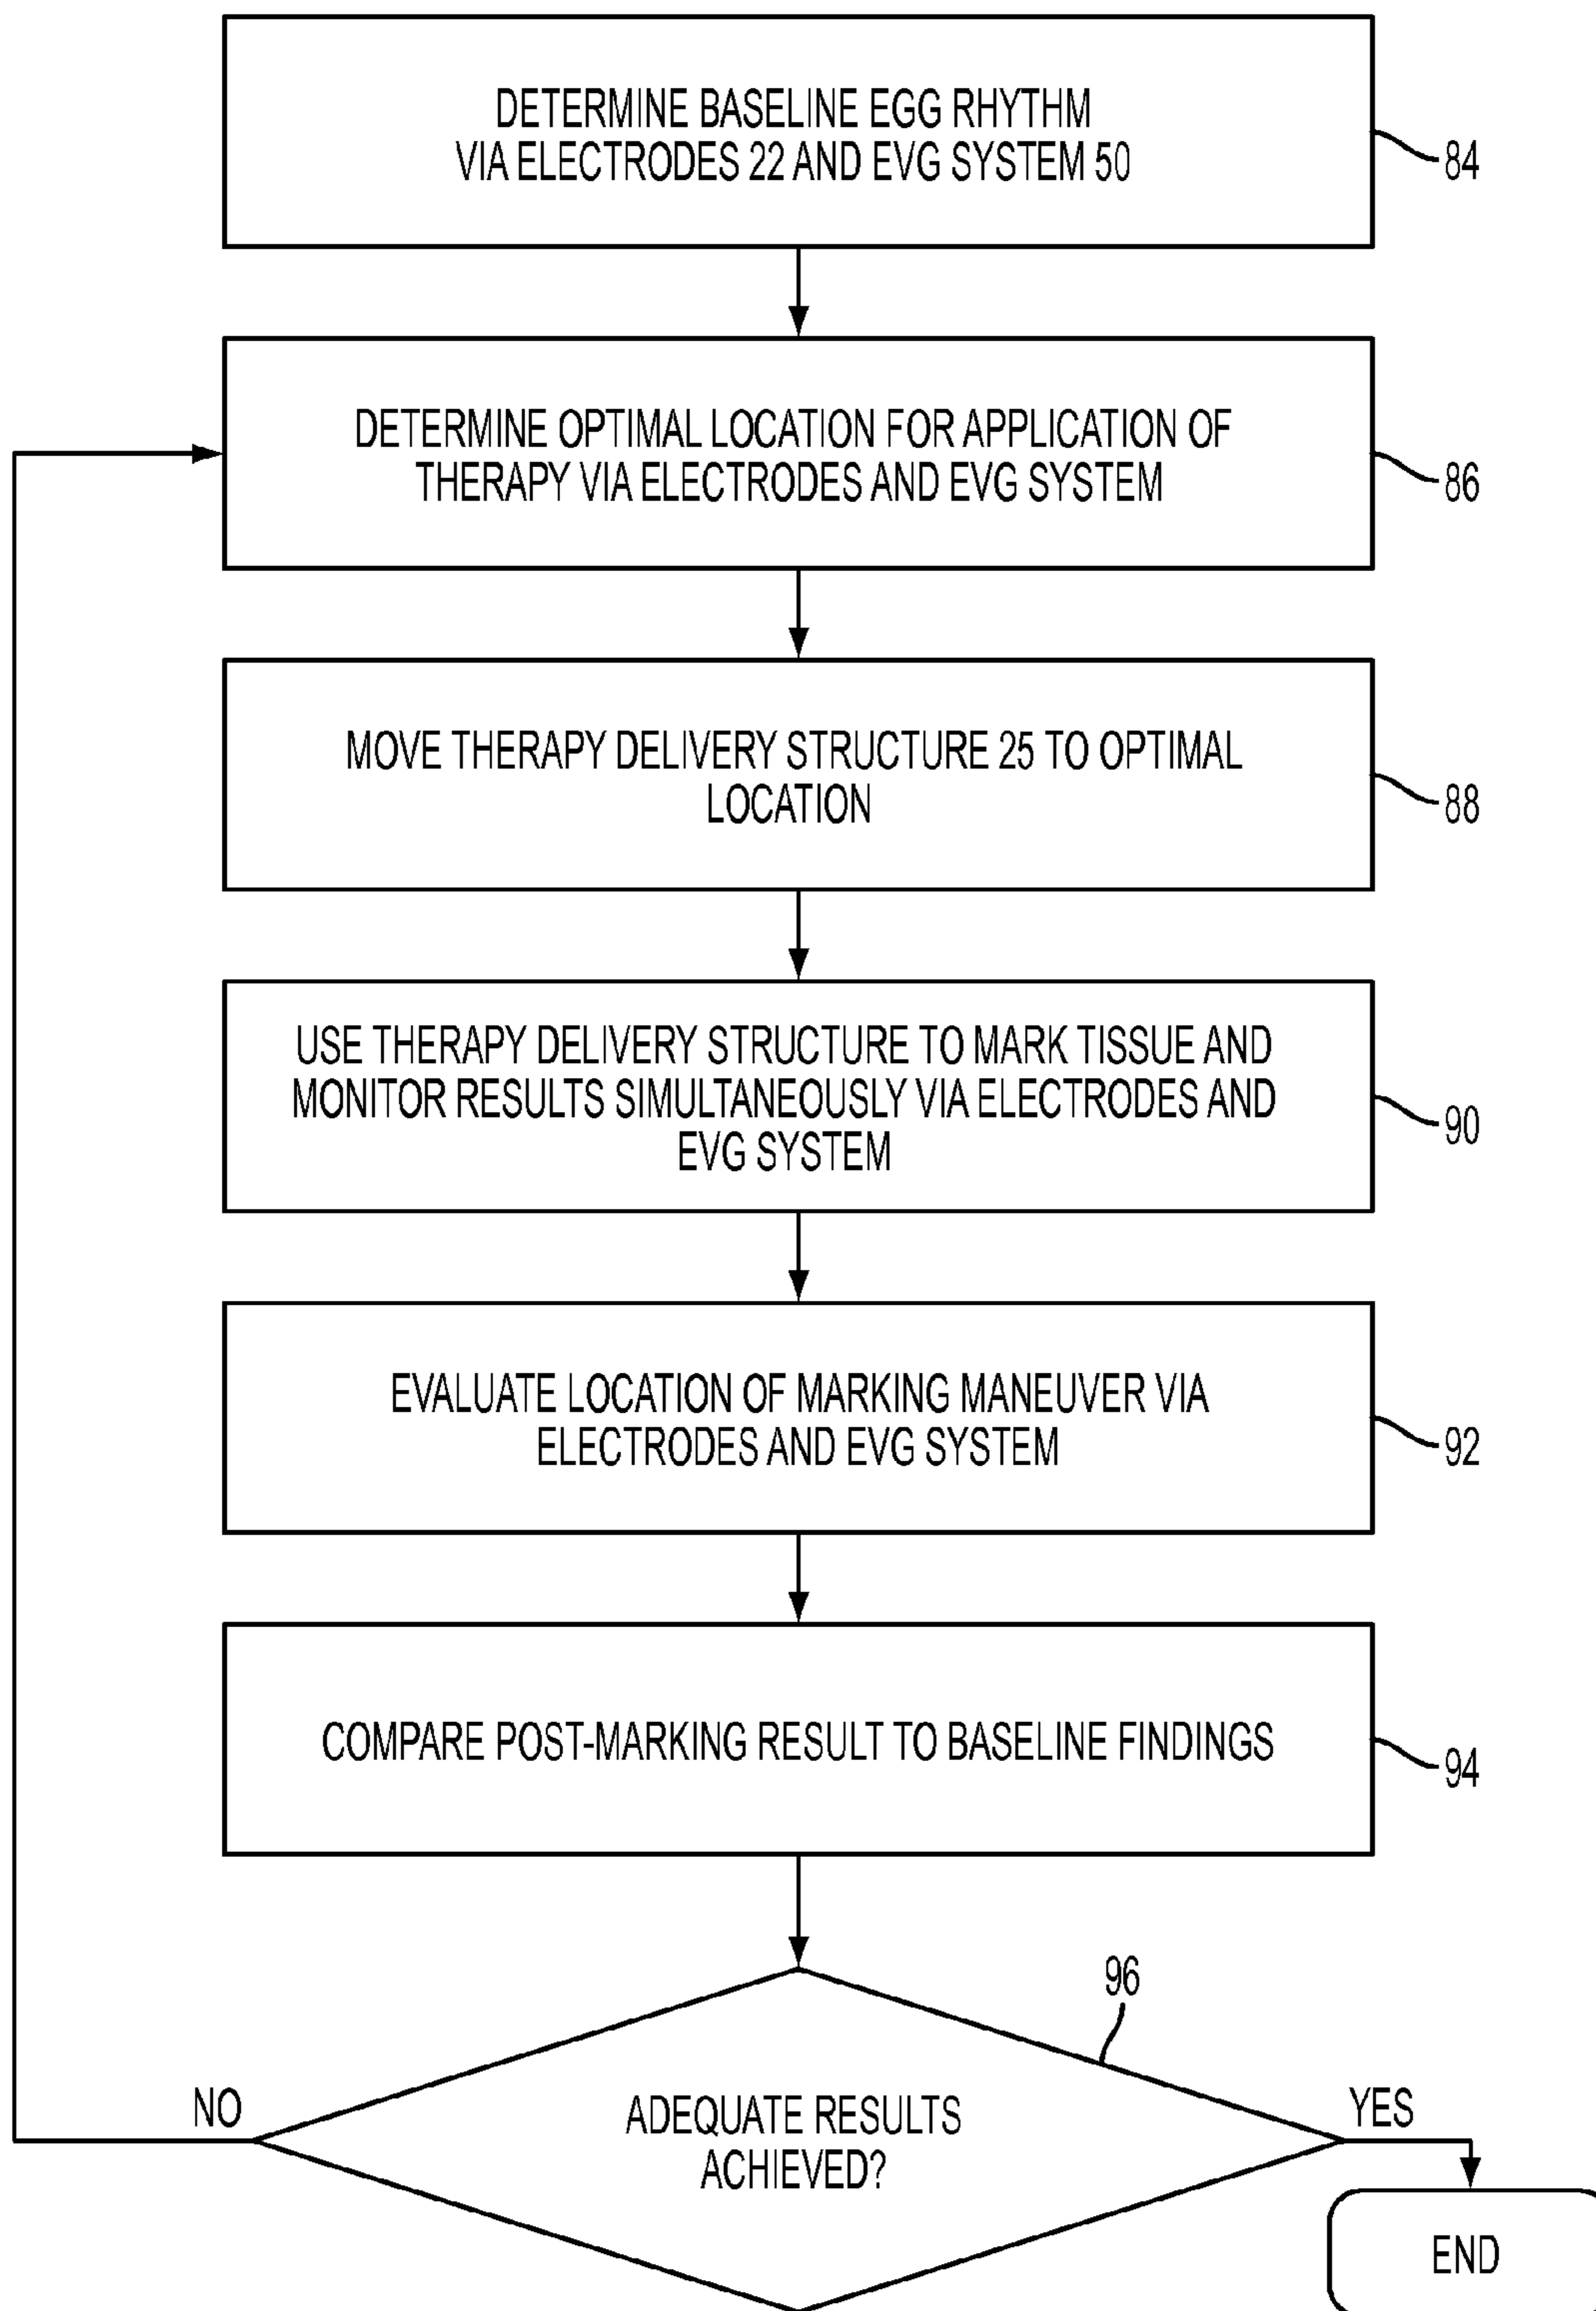 DETERMINE BASELINE EGG RHYTHM
VIA ELECTRODES 22 AND EVG SYSTEM 50
84
DETERMINE OPTIMAL LOCATION FOR APPLICATION OF
THERAPY VIA ELECTRODES AND EVG SYSTEM
86
MOVE THERAPY DELIVERY STRUCTURE 25 TO OPTIMAL
LOCATION
88
USE THERAPY DELIVERY STRUCTURE TO MARK TISSUE AND
MONITOR RESULTS SIMULTANEOUSLY VIA ELECTRODES AND
EVG SYSTEM
90
EVALUATE LOCATION OF MARKING MANEUVER VIA
ELECTRODES AND EVG SYSTEM
92
COMPARE POST-MARKING RESULT TO BASELINE FINDINGS
94
96
NO
ADEQUATE RESULTS
ACHIEVED?
YES
END